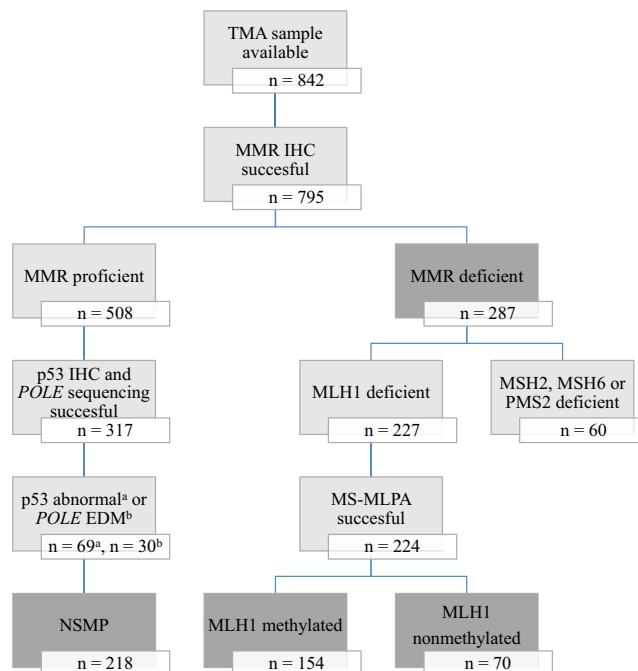 TMA sample
available
n = 842
MMR IHC
succesful
n = 795
MMR proficient
n = 508
MMR deficient
n = 287
p53 IHC and
POLE sequencing
succesful
n = 317
MLH1 deficient
n = 227
MSH2, MSH6 or
PMS2 deficient
n = 60
p53 abnormalᵃ or
POLE EDMᵇ
n = 69ᵃ, n = 30ᵇ
MS-MLPA
succesful
n = 224
NSMP
n = 218
MLH1 methylated
n = 154
MLH1
nonmethylated
n = 70